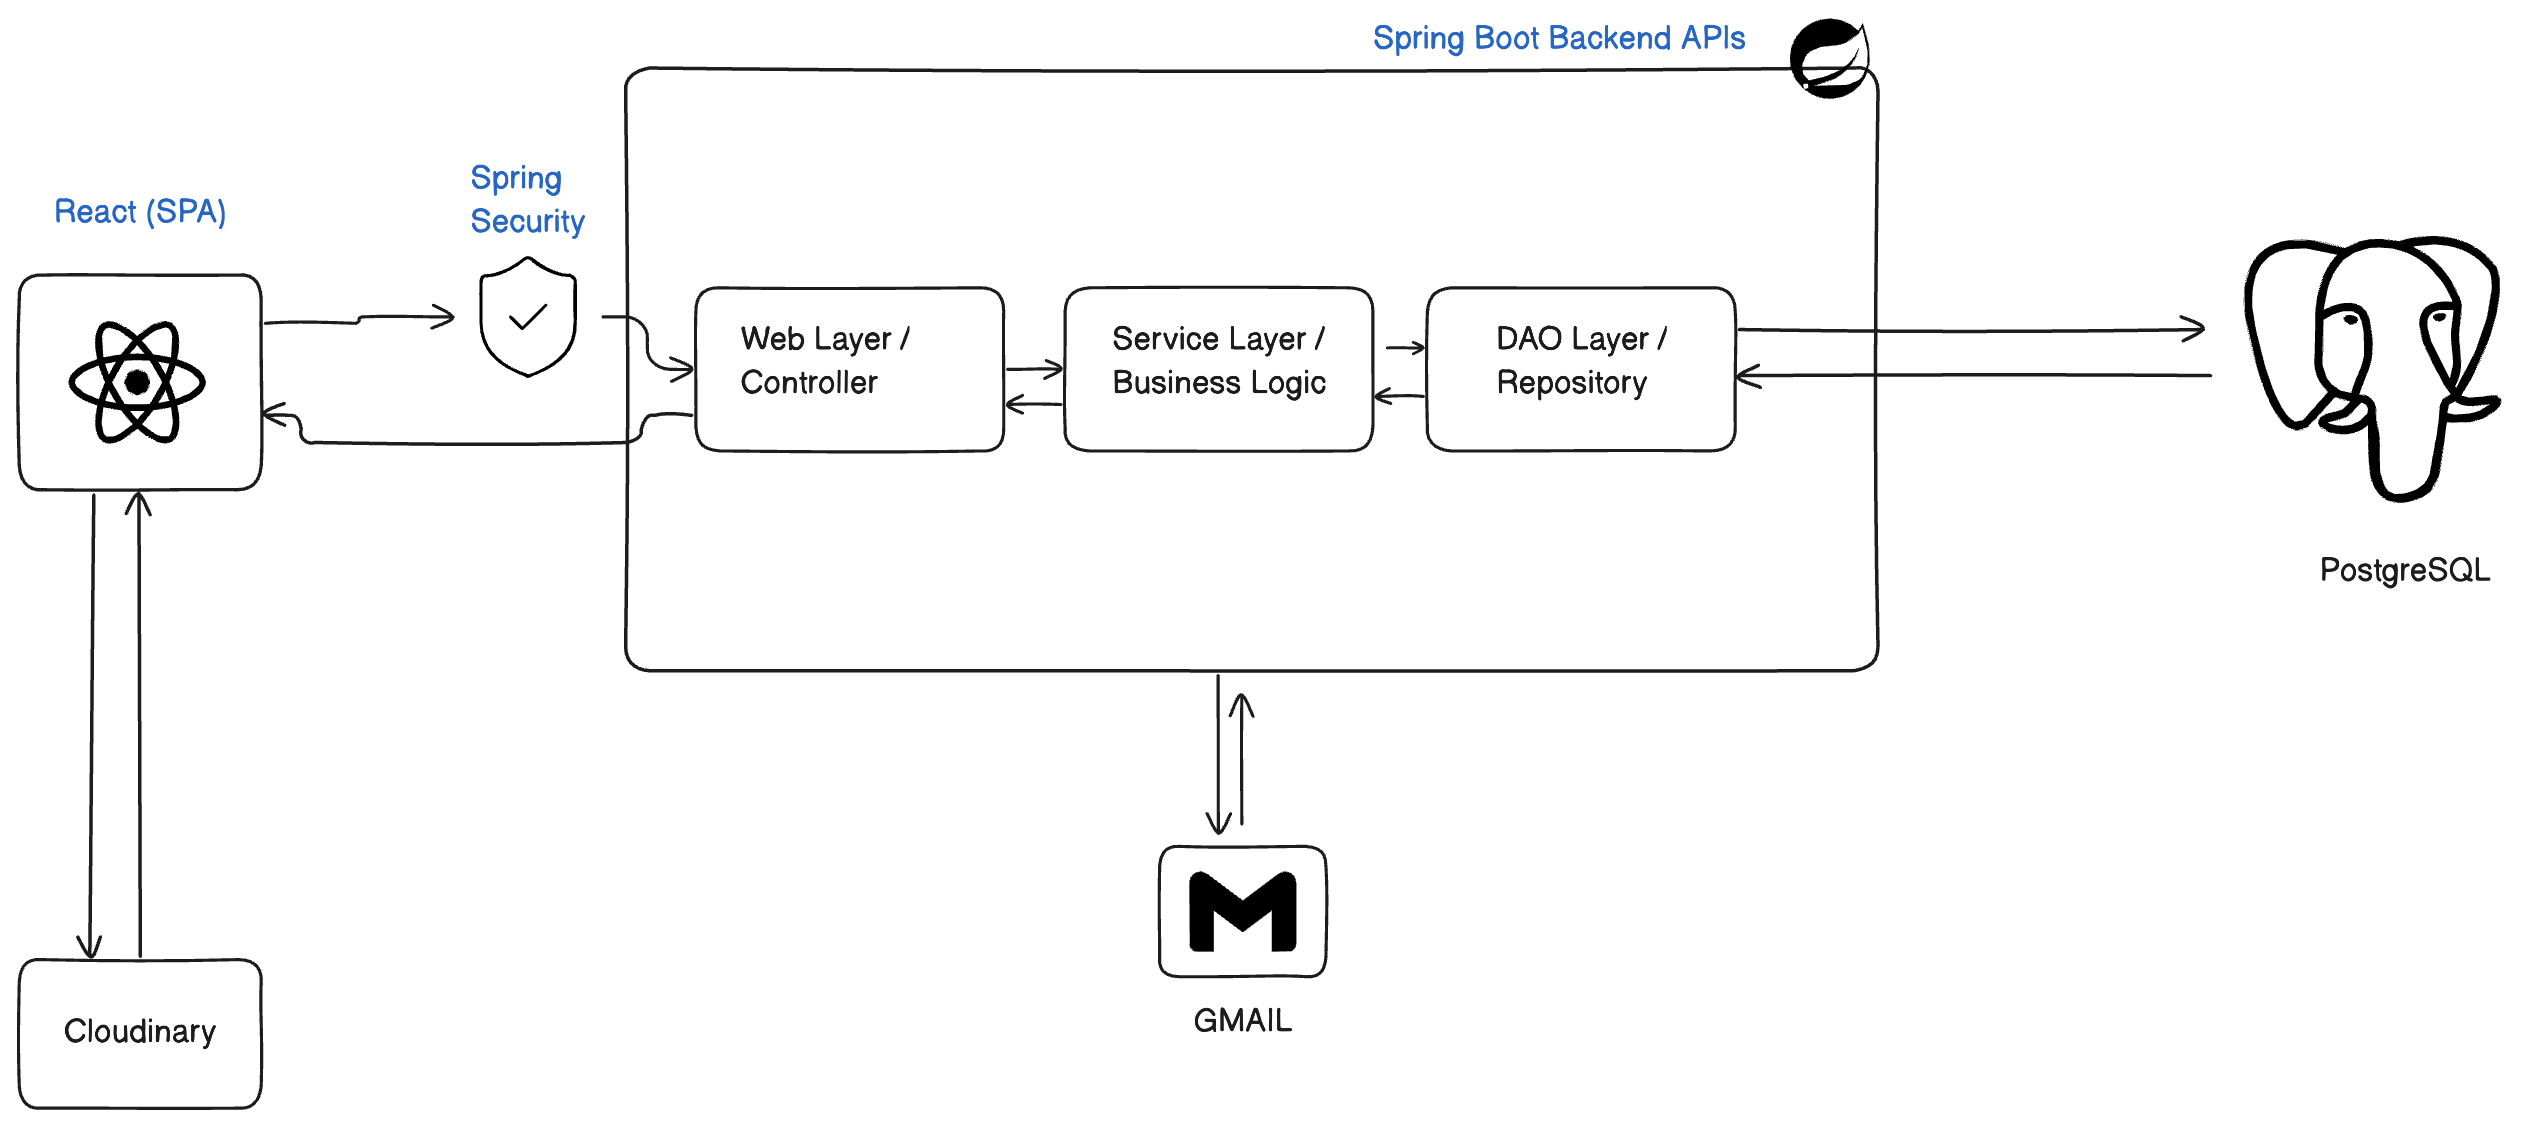 Spring Boot Backend APIs
Spring
Security
React (SPA)
Web Layer /
Controller
Service Layer /
Business Logic
DAO Layer /
Repository
PostgreSQL
GMAIL
Cloudinary